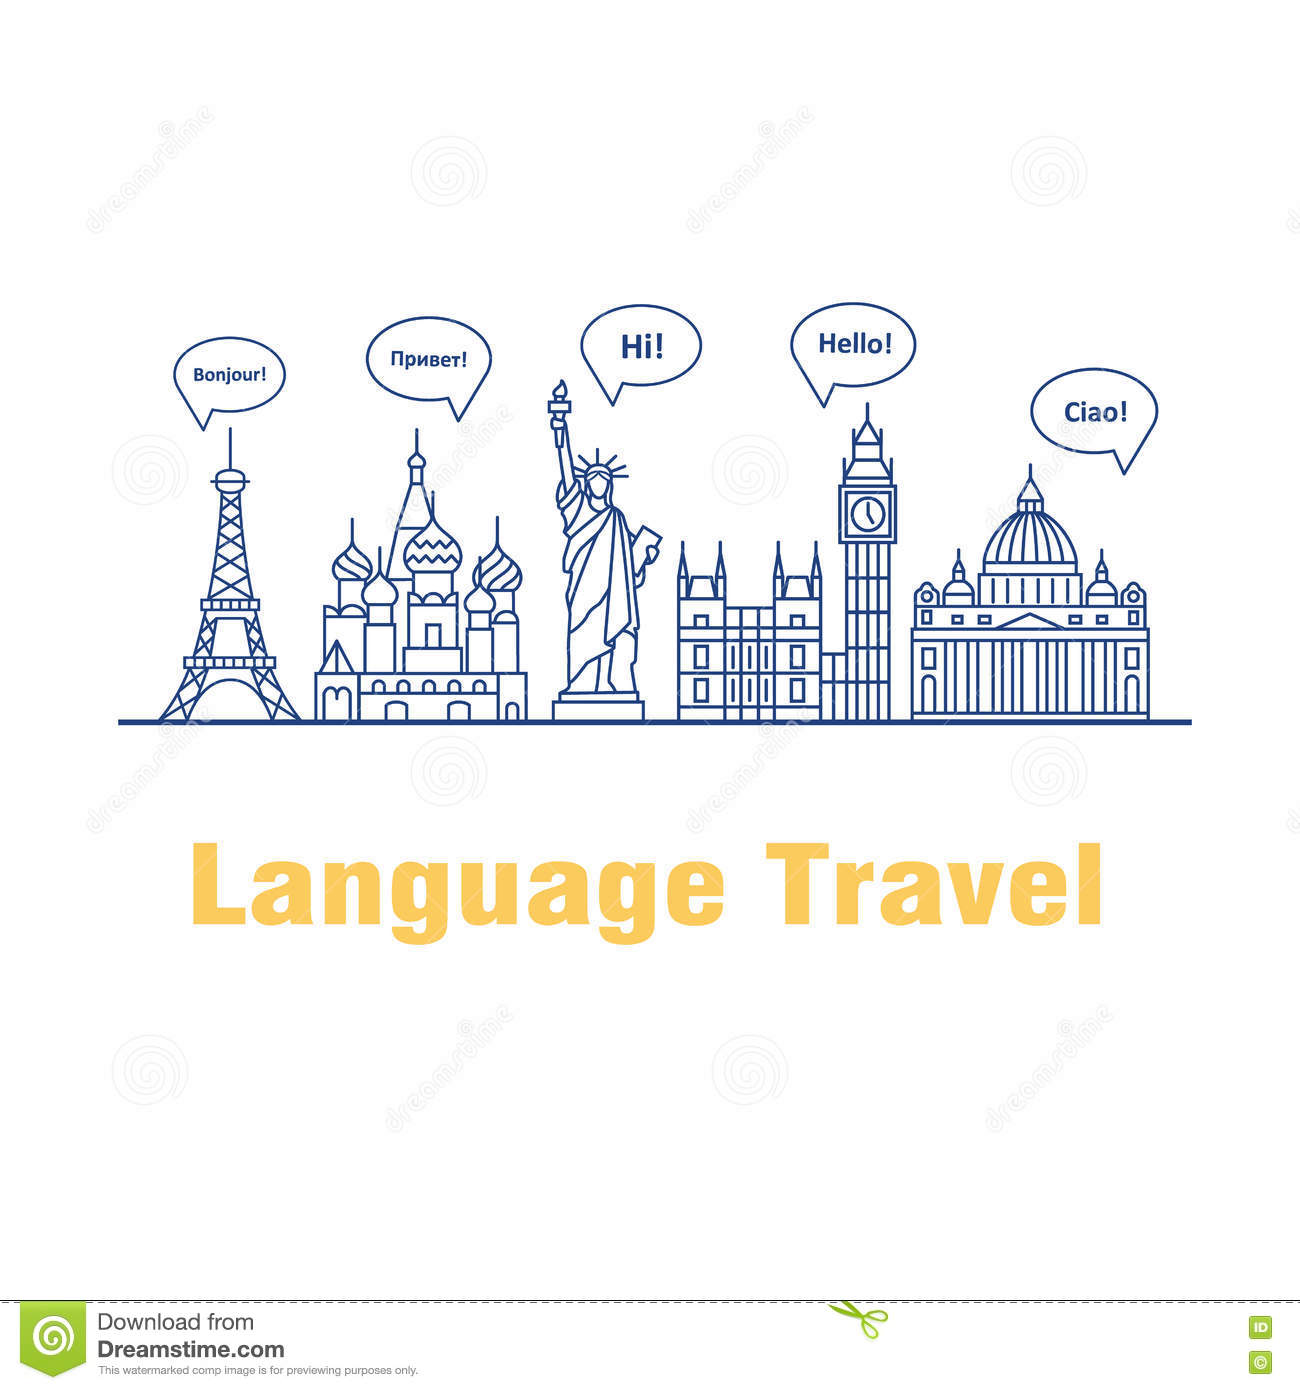 Bonjour!
Привет!
Hi!
Hello!
Ciao!
Language Travel
dreamstime
Download from
Dreamstime.com
This watermarked comp image is for previewing purposes only.
ID
©